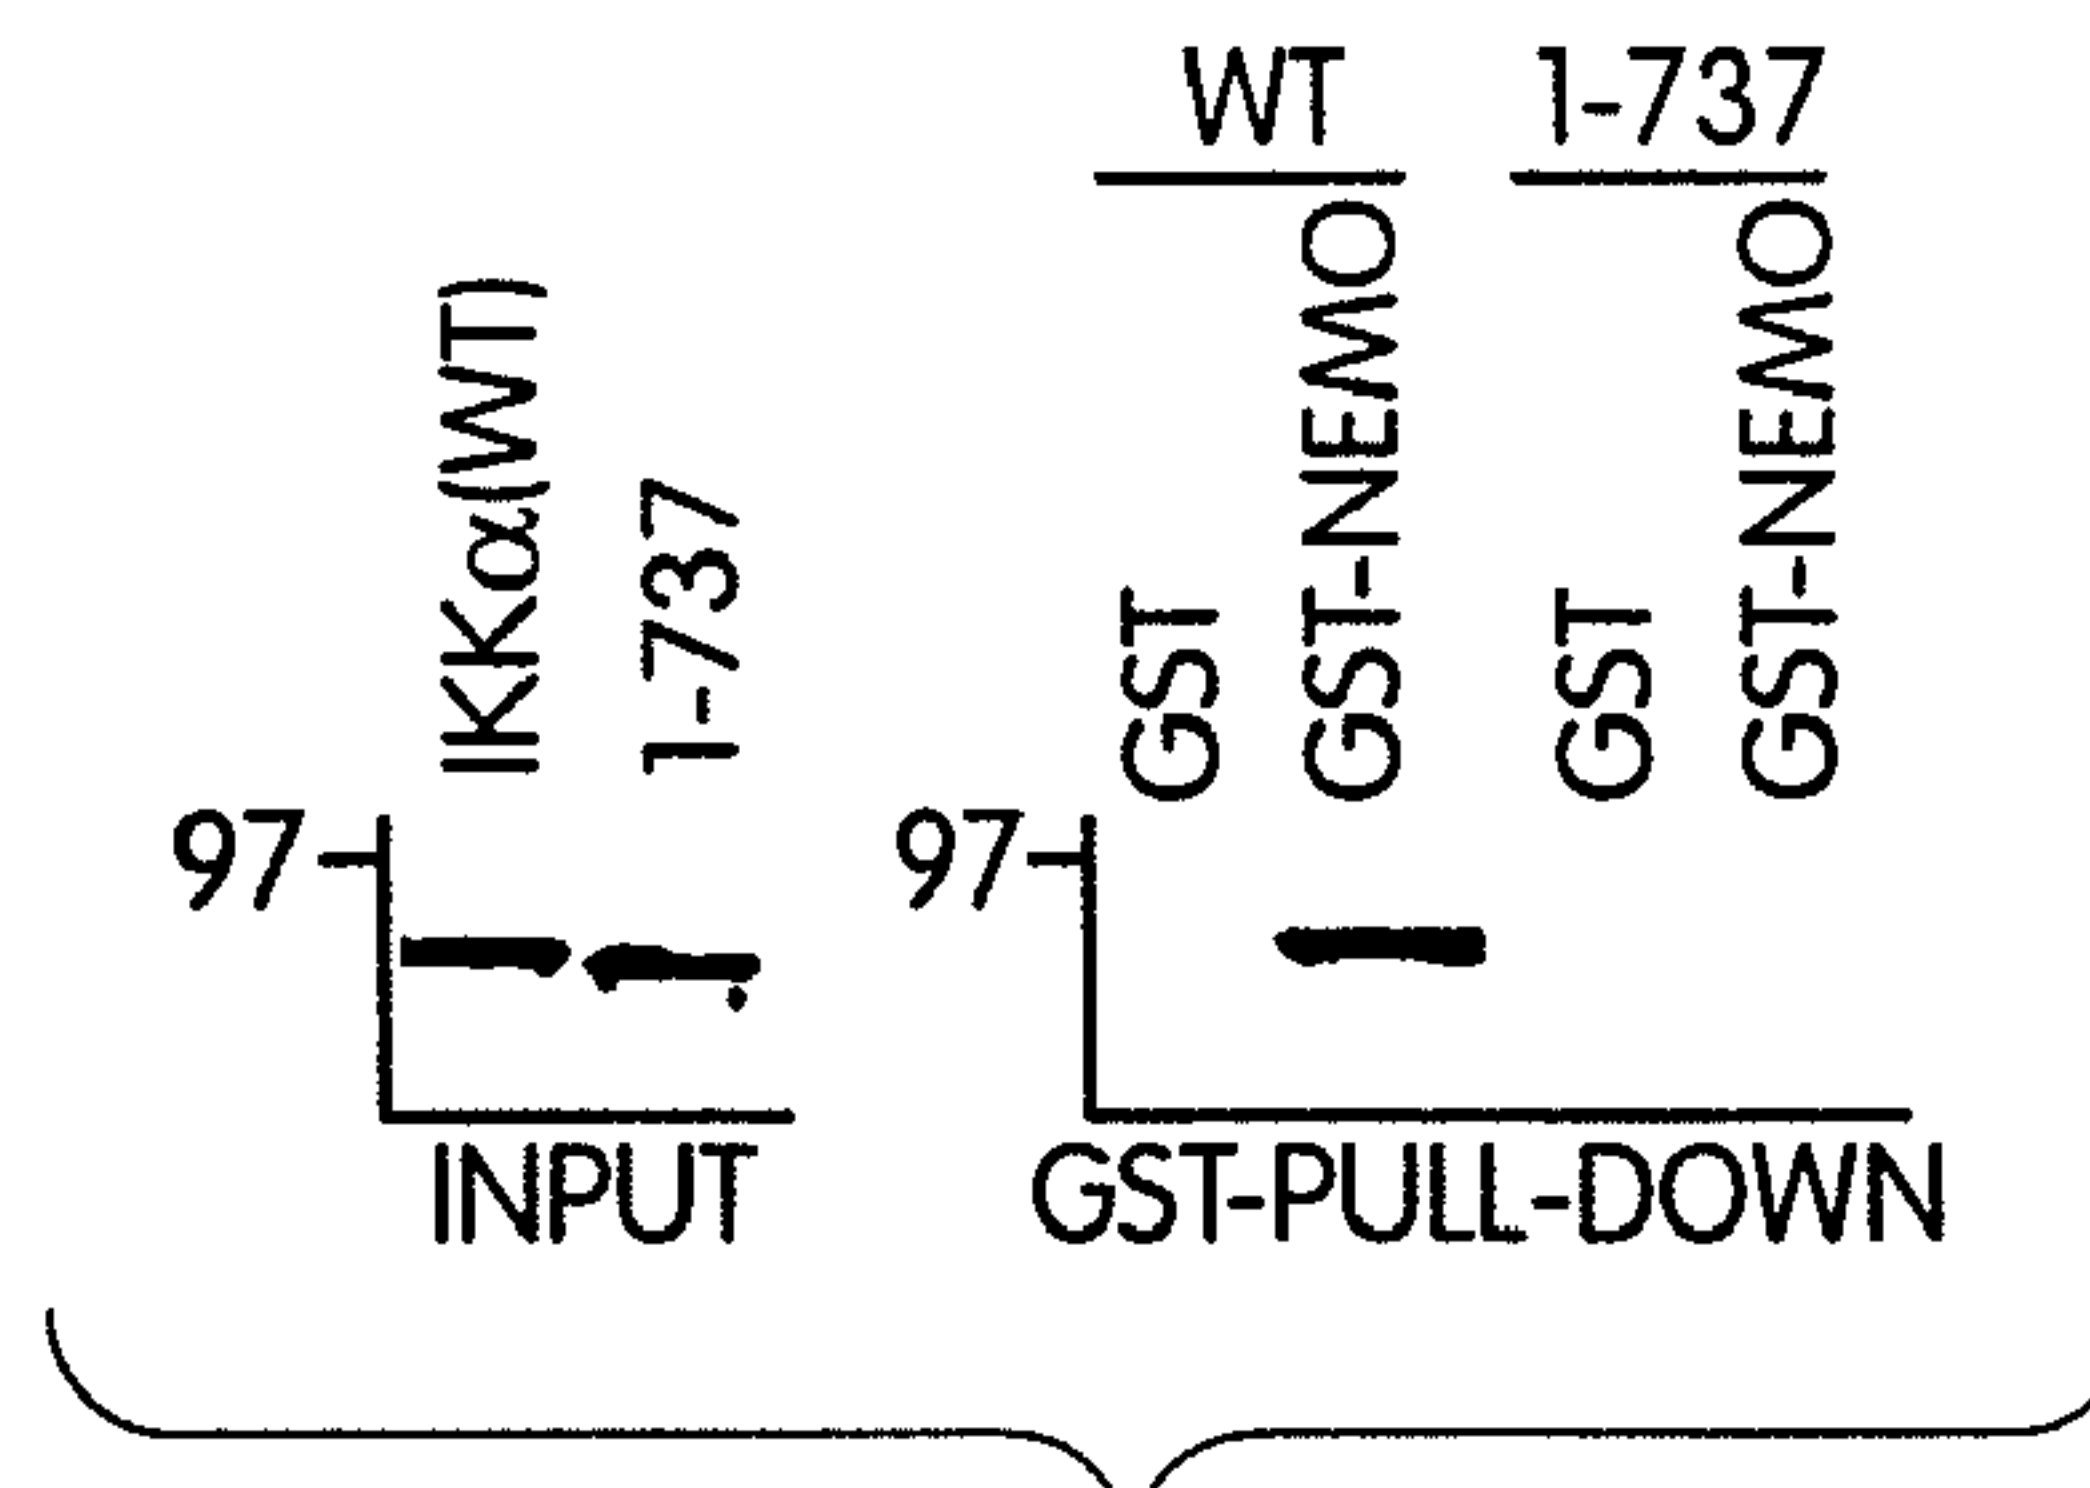 WT 1-737
IKKα(WT)
1-737
GST
GST-NEMO
GST
GST-NEMO
97
97
INPUT
GST-PULL-DOWN